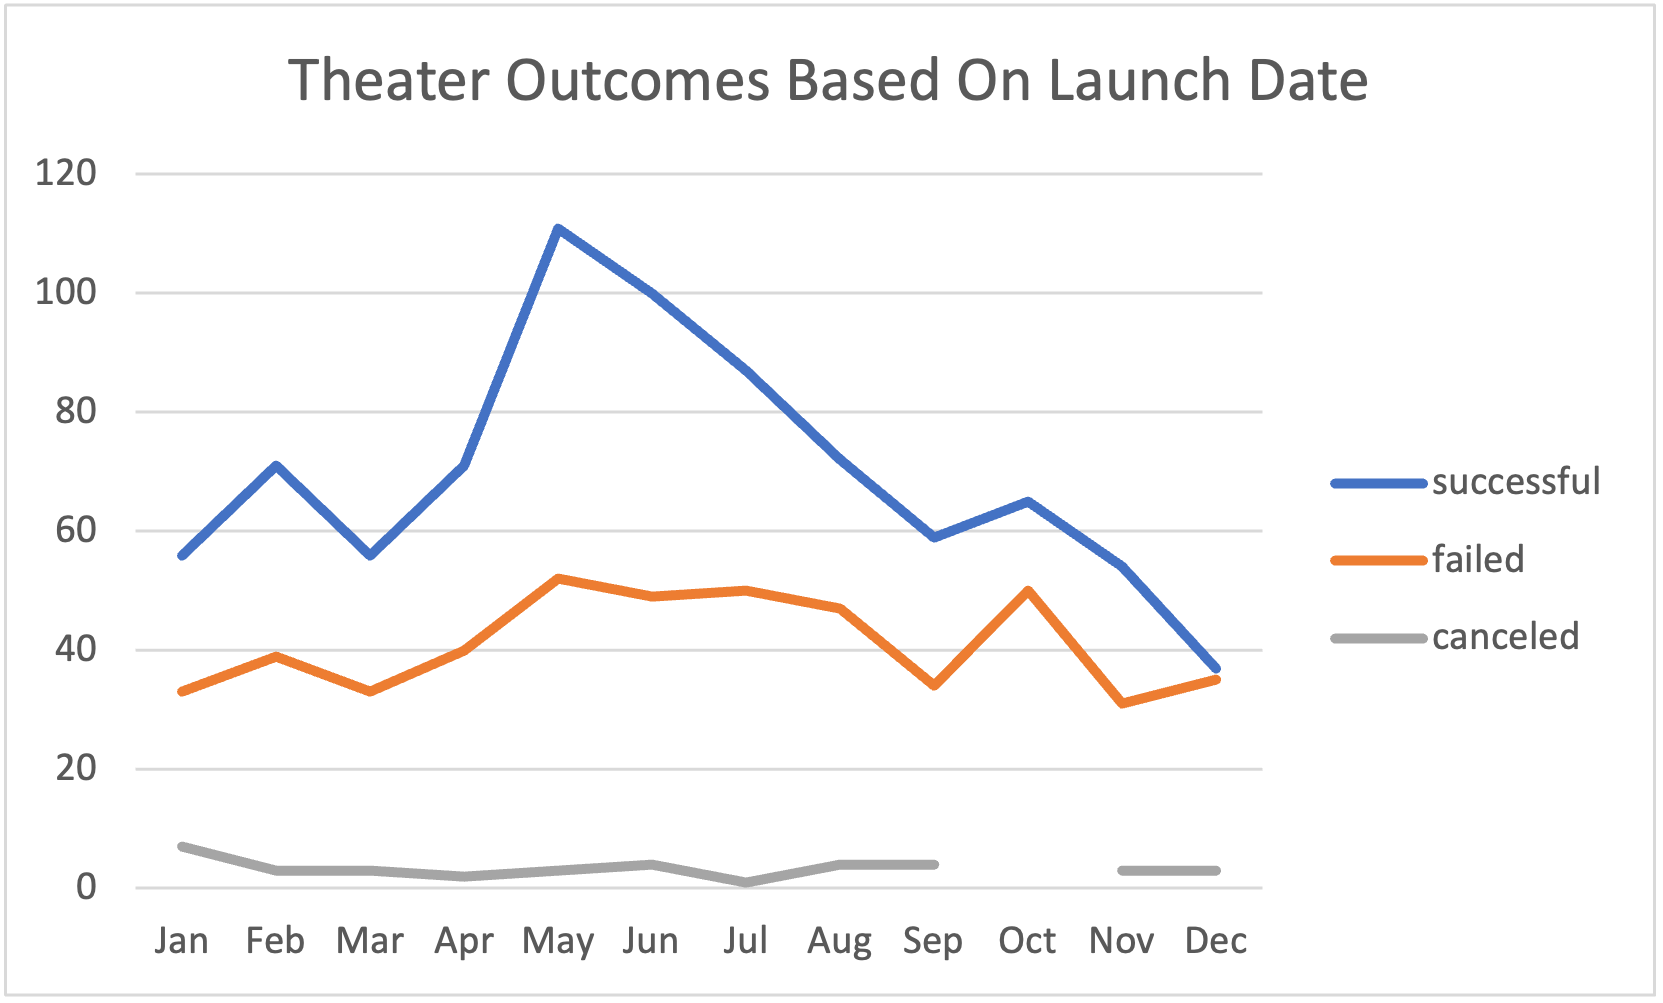 Theater Outcomes Based On Launch Date
120
100
80
60
40
20
0
Jan Feb Mar Apr May Jun Jul Aug Sep Oct Nov Dec
successful
failed
canceled